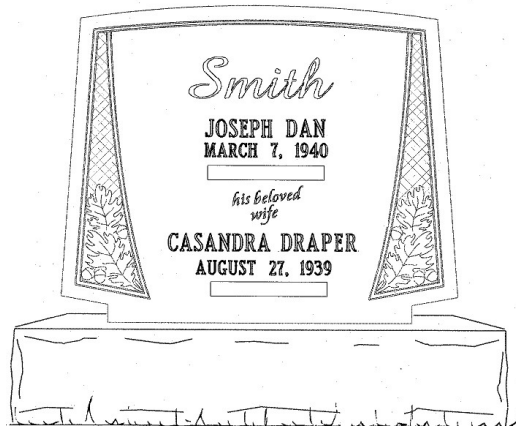 Smith
JOSEPH DAN
MARCH 7, 1940
his beloved
wife
CASANDRA DRAPER
AUGUST 27, 1939